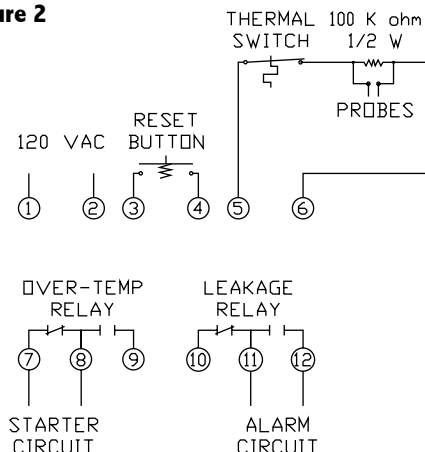 ure 2
THERMAL 100 K ohm
SWITCH 1/2 W
PROBES
RESET
120 VAC BUTTON
1 2 3 4 5 6
OVER-TEMP LEAKAGE
RELAY RELAY
7 8 9 10 11 12
STARTER ALARM
CIRCUIT CIRCUIT